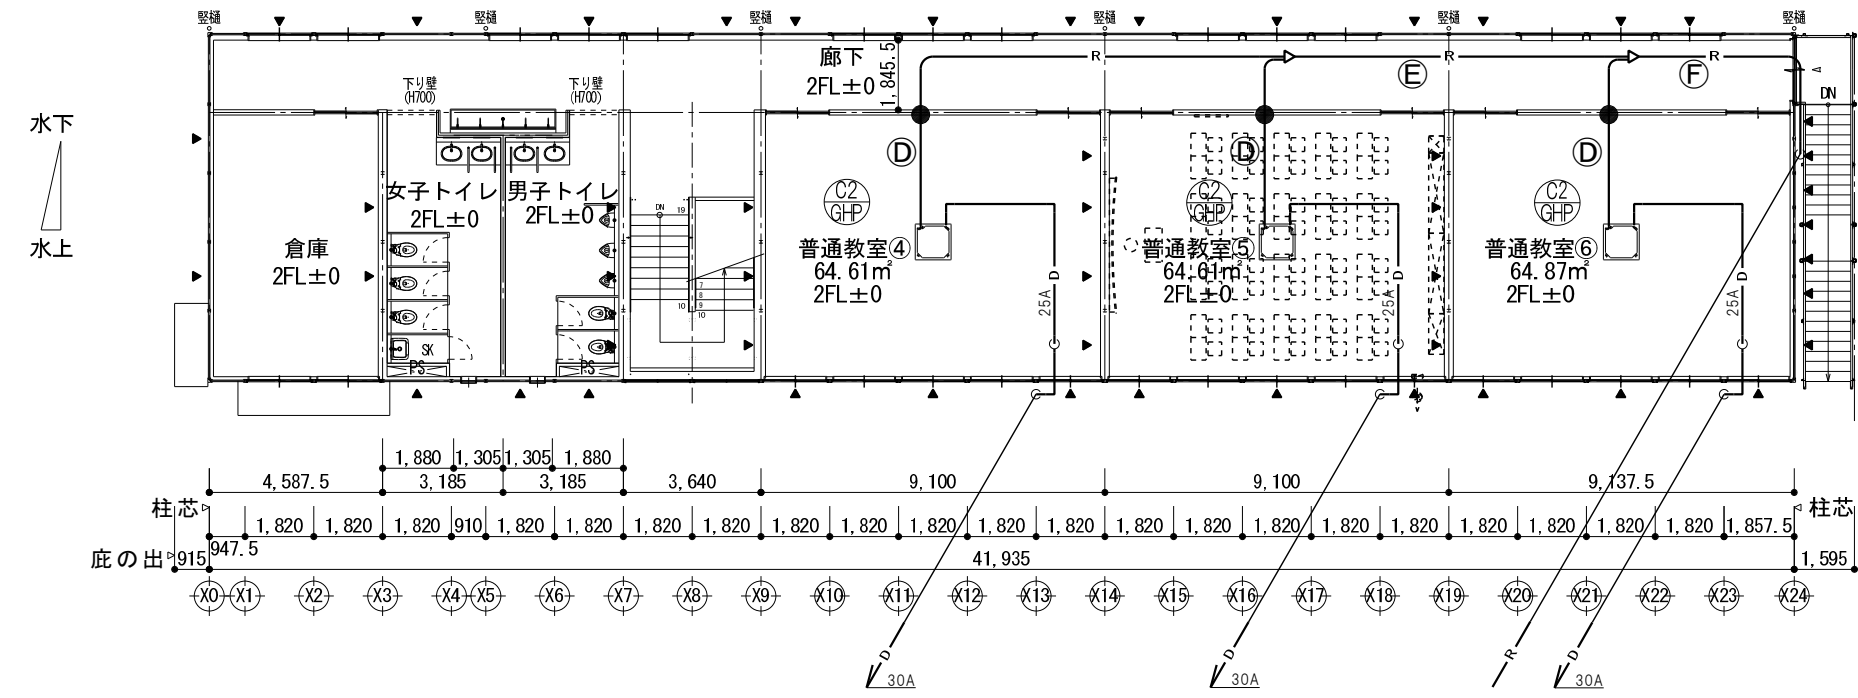 竪樋 竪樋 竪樋 竪樋 竪樋 竪樋
廊下
2FL±0
1,845.5
R R R
E F
下り壁
(H700)
下り壁
(H700)
DN
水下
水上
D D D
女子トイレ
2FL±0
男子トイレ
2FL±0
倉庫
2FL±0
DN 19
7
8
9
10 10
SK
PS PS
C2
GHP
普通教室④
64.61㎡
2FL±0
C2
GHP
普通教室⑤
64.61㎡
2FL±0
C2
GHP
普通教室⑥
64.87㎡
2FL±0
D D D
25A 25A 25A
1,880 1,305 1,305 1,880
4,587.5 3,185 3,185 3,640 9,100 9,100 9,137.5
柱芯 柱芯
1,820 1,820 1,820 910 1,820 1,820 1,820 1,820 1,820 1,820 1,820 1,820 1,820 1,820 1,820 1,820 1,820 1,820 1,820 1,820 1,820 1,820 1,857.5
947.5
庇の出 915 41,935 1,595
X0 X1 X2 X3 X4 X5 X6 X7 X8 X9 X10 X11 X12 X13 X14 X15 X16 X17 X18 X19 X20 X21 X22 X23 X24
D D R D
30A 30A 30A